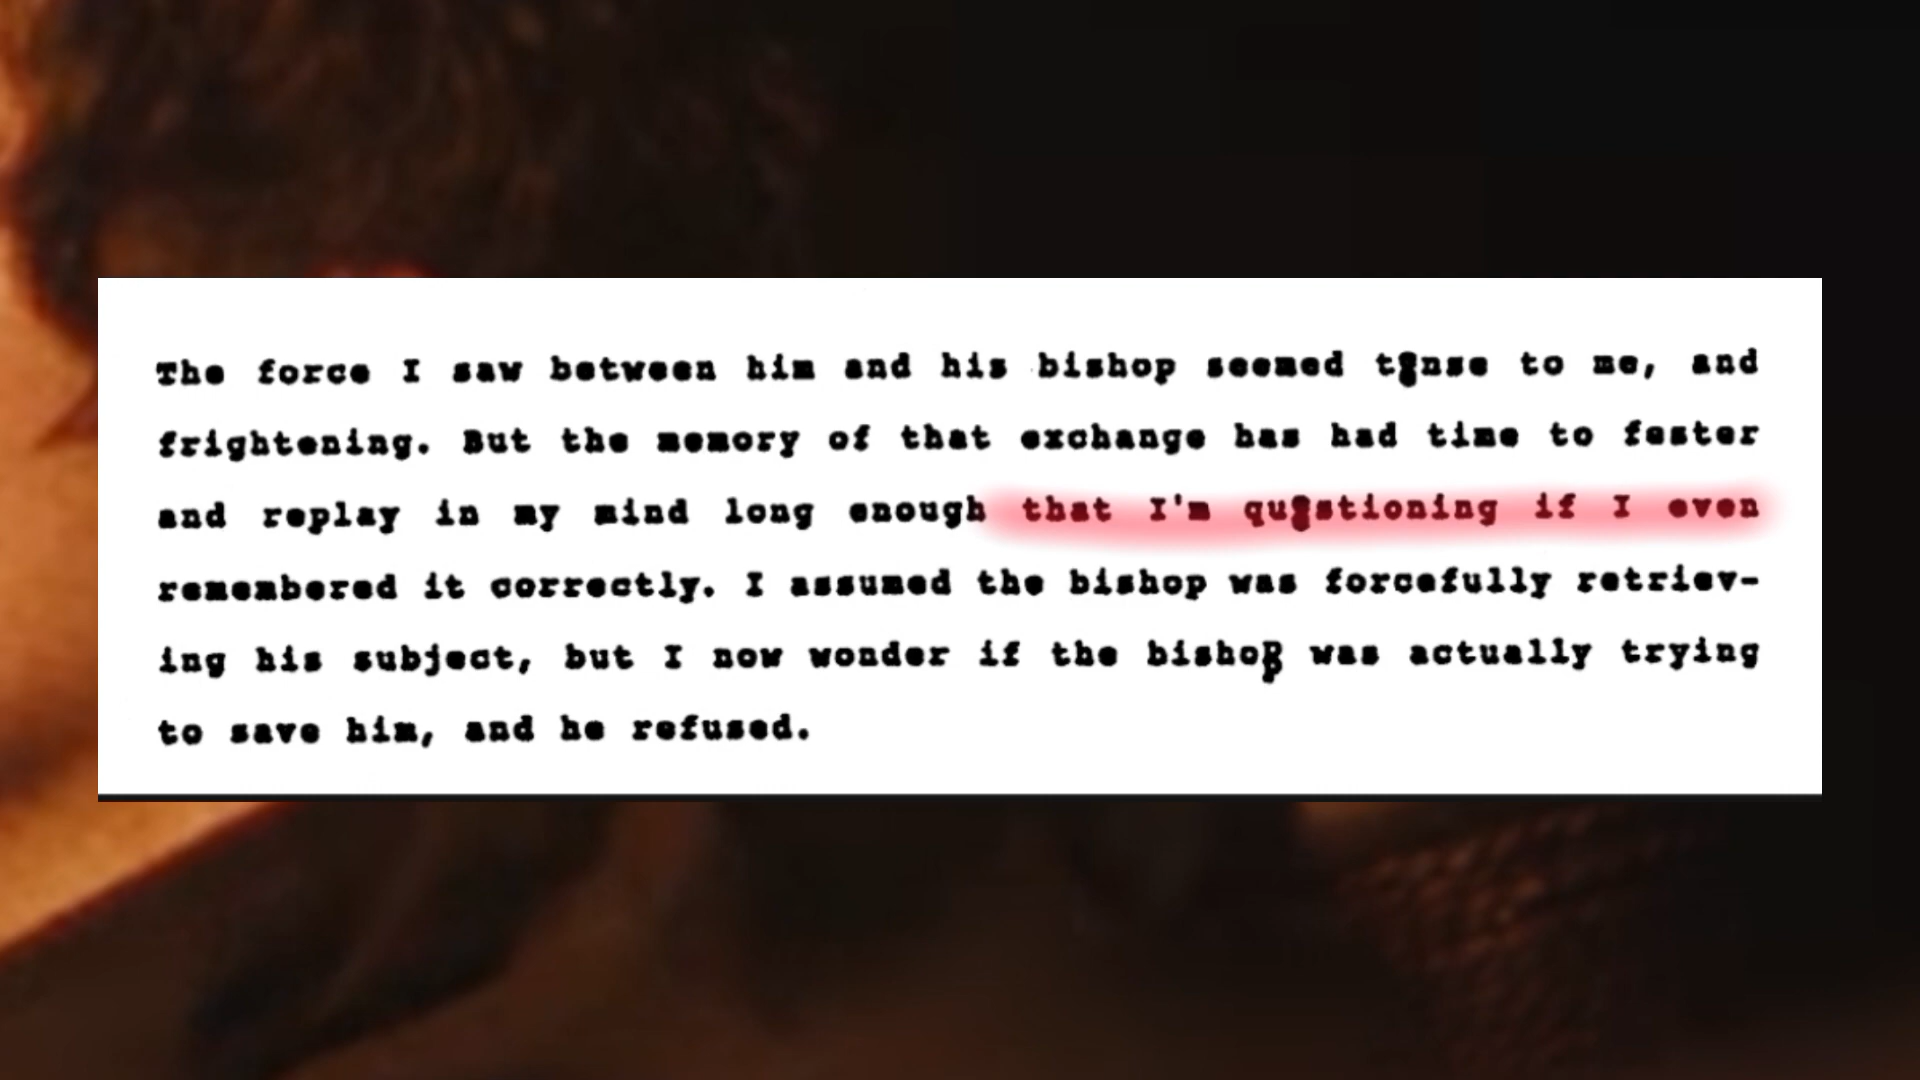 The force I saw between him and his bishop seemed tense to me, and
frightening. But the memory of that exchange has had time to fester
and replay in my mind long enough that I'm questioning if I even
remembered it correctly. I assumed the bishop was forcefully retriev-
ing his subject, but I now wonder if the bishop was actually trying
to save him, and he refused.